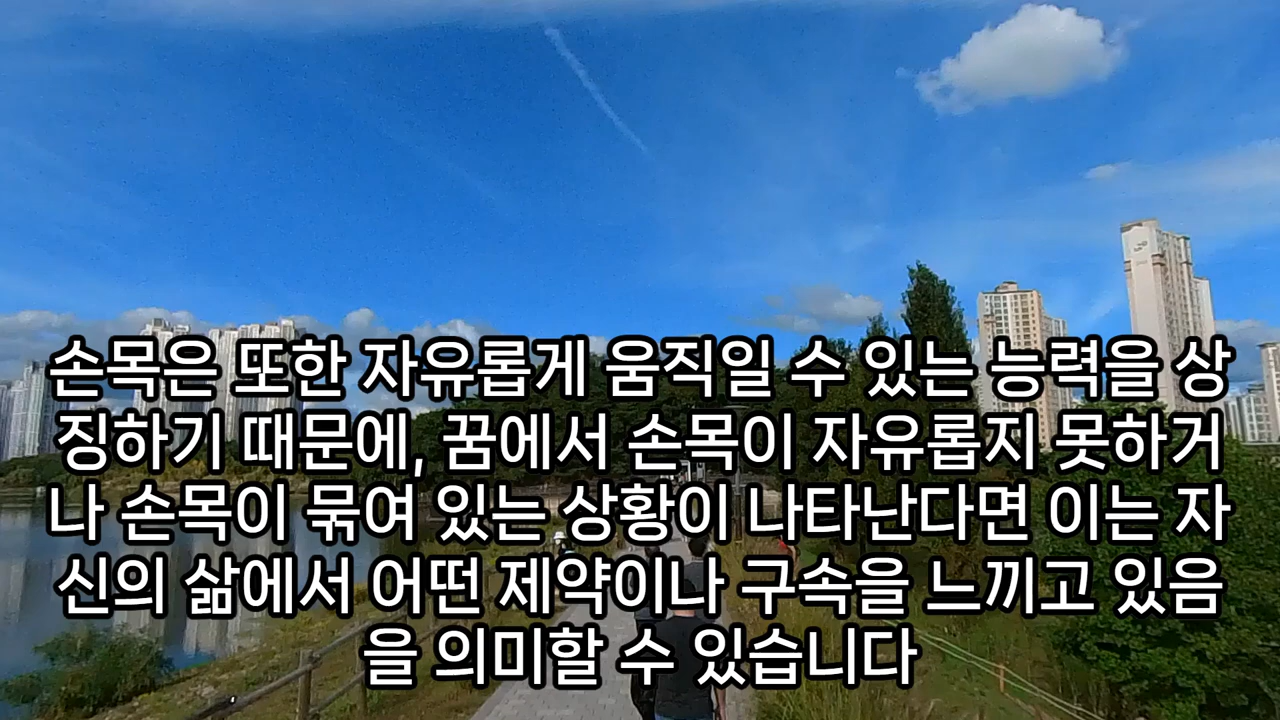 손목은 또한 자유롭게 움직일 수 있는 능력을 상
징하기 때문에, 꿈에서 손목이 자유롭지 못하거
나 손목이 묶여 있는 상황이 나타난다면 이는 자
신의 삶에서 어떤 제약이나 구속을 느끼고 있음
을 의미할 수 있습니다